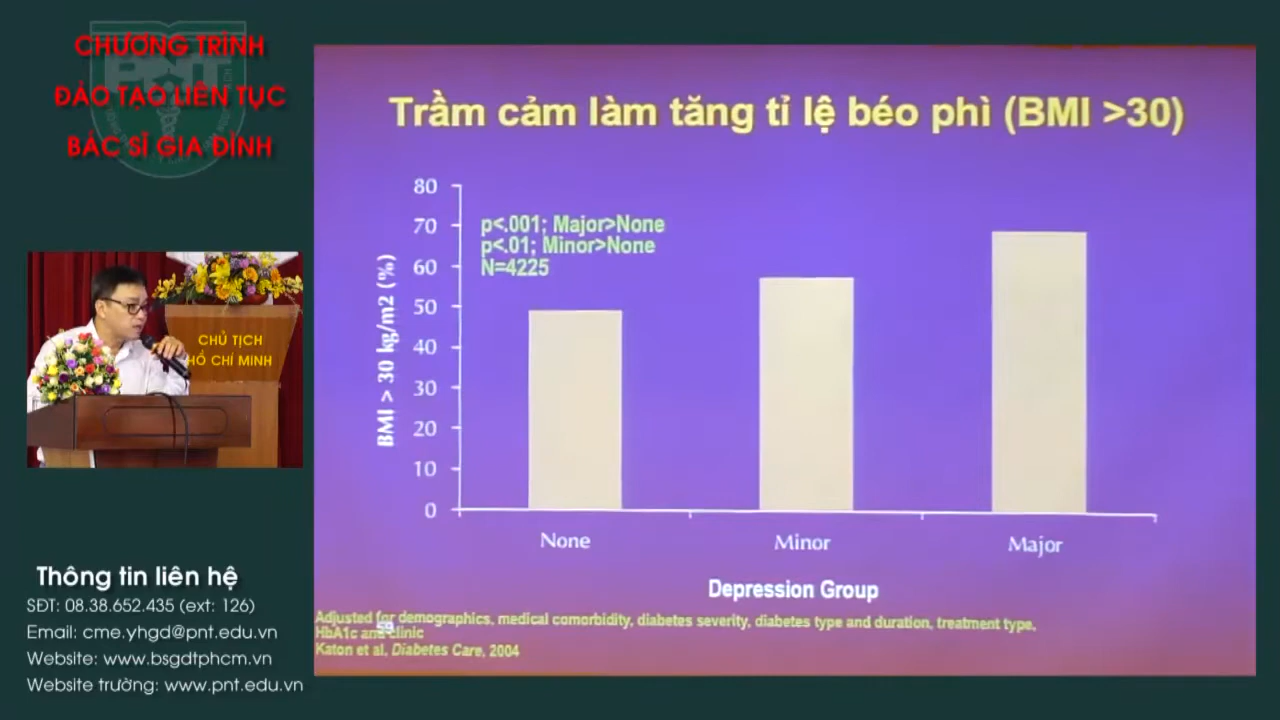 CHƯƠNG TRÌNH
ĐÀO TẠO LIÊN TỤC
BÁC SĨ GIA ĐÌNH
PNT
CHỦ TỊCH
HỒ CHÍ MINH
Thông tin liên hệ
SĐT: 08.38.652.435 (ext: 126)
Email: cme.yhgd@pnt.edu.vn
Website: www.bsgdtphcm.vn
Website trường: www.pnt.edu.vn
Trầm cảm làm tăng tỉ lệ béo phì (BMI >30)
p<.001; Major>None
p<.01; Minor>None
N=4225
BMI > 30 kg/m2 (%)
80
70
60
50
40
30
20
10
0
None Minor Major
Depression Group
Adjusted for demographics, medical comorbidity, diabetes severity, diabetes type and duration, treatment type,
HbA1c and clinic
Katon et al, Diabetes Care, 2004